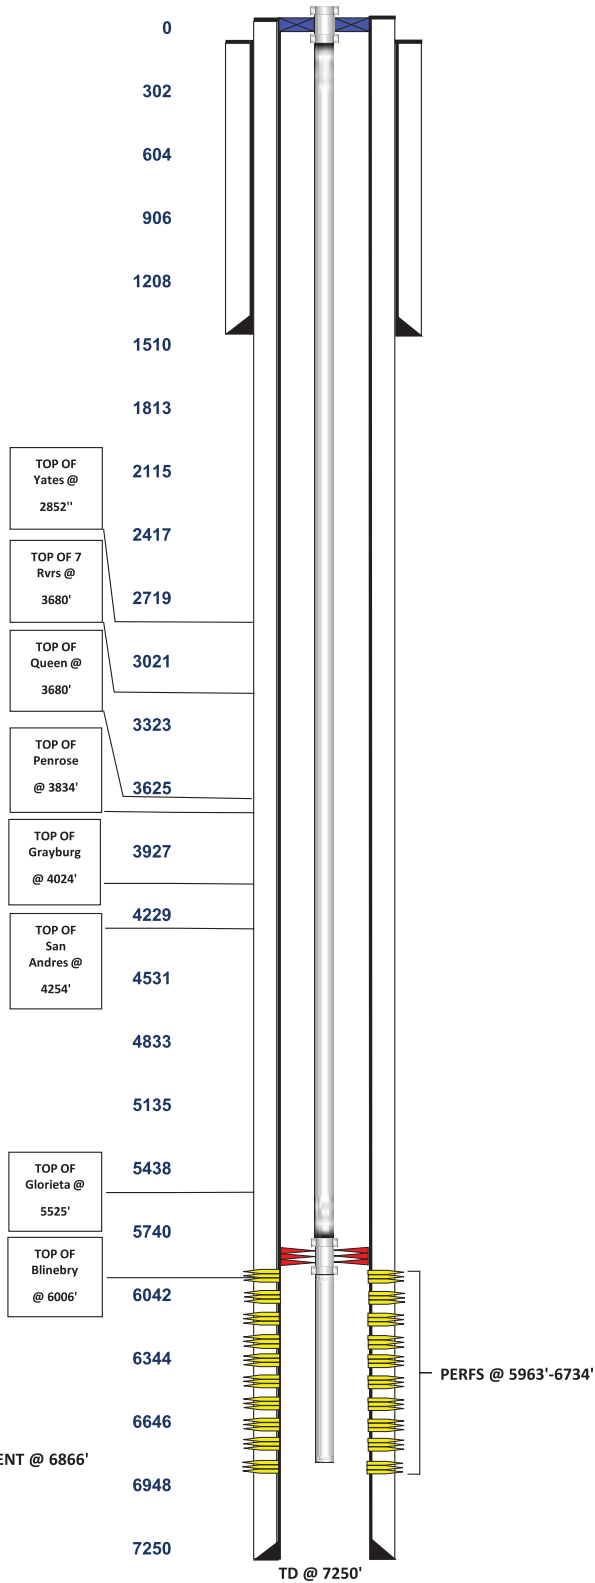 0
302
604
906
1208
1510
1813
2115
2417
2719
3021
3323
3625
3927
4229
4531
4833
5135
5438
5740
6042
6344
6646
6948
7250
TOP OF
Yates @
2852''
TOP OF 7
Rvrs @
3680'
TOP OF
Queen @
3680'
TOP OF
Penrose
@ 3834'
TOP OF
Grayburg
@ 4024'
TOP OF
San
Andres @
4254'
TOP OF
Glorieta @
5525'
TOP OF
Blinebry
@ 6006'
PERFS @ 5963'-6734'
ENT @ 6866'
TD @ 7250'